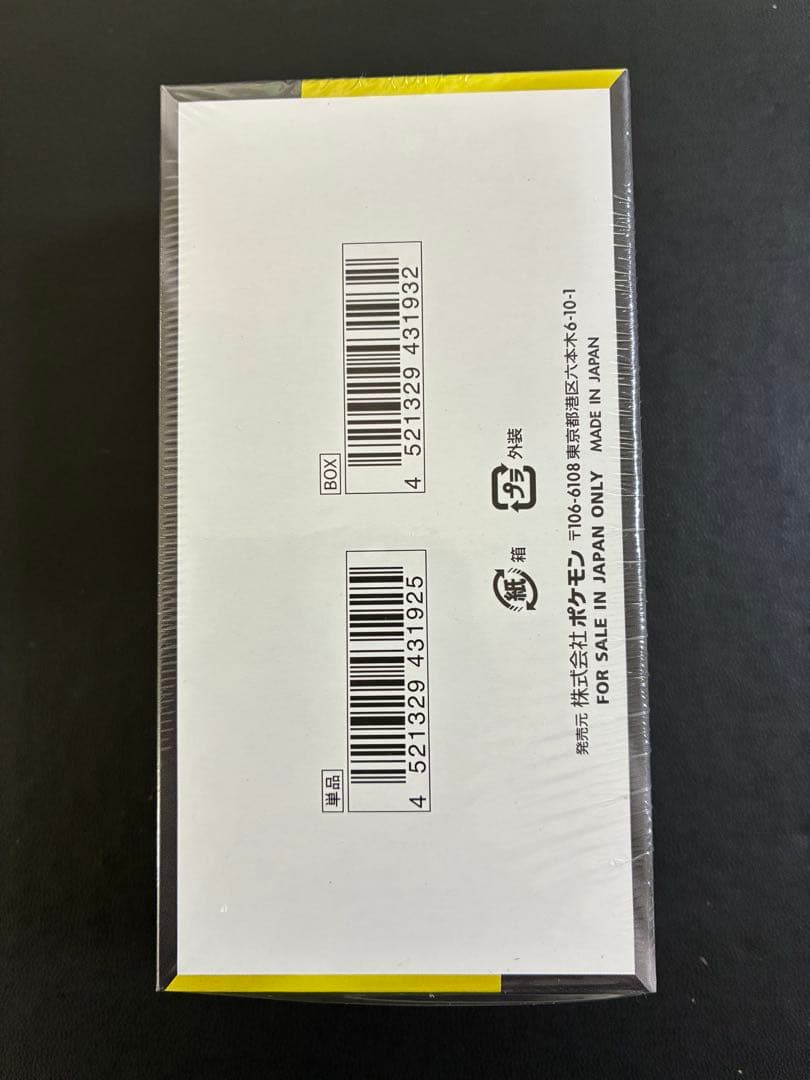 単品
4 521329 431925
BOX
4 521329 431932
紙 箱
プラ 外装
発売元 株式会社 ポケモン 〒106-6108 東京都港区六本木6-10-1
FOR SALE IN JAPAN ONLY MADE IN JAPAN